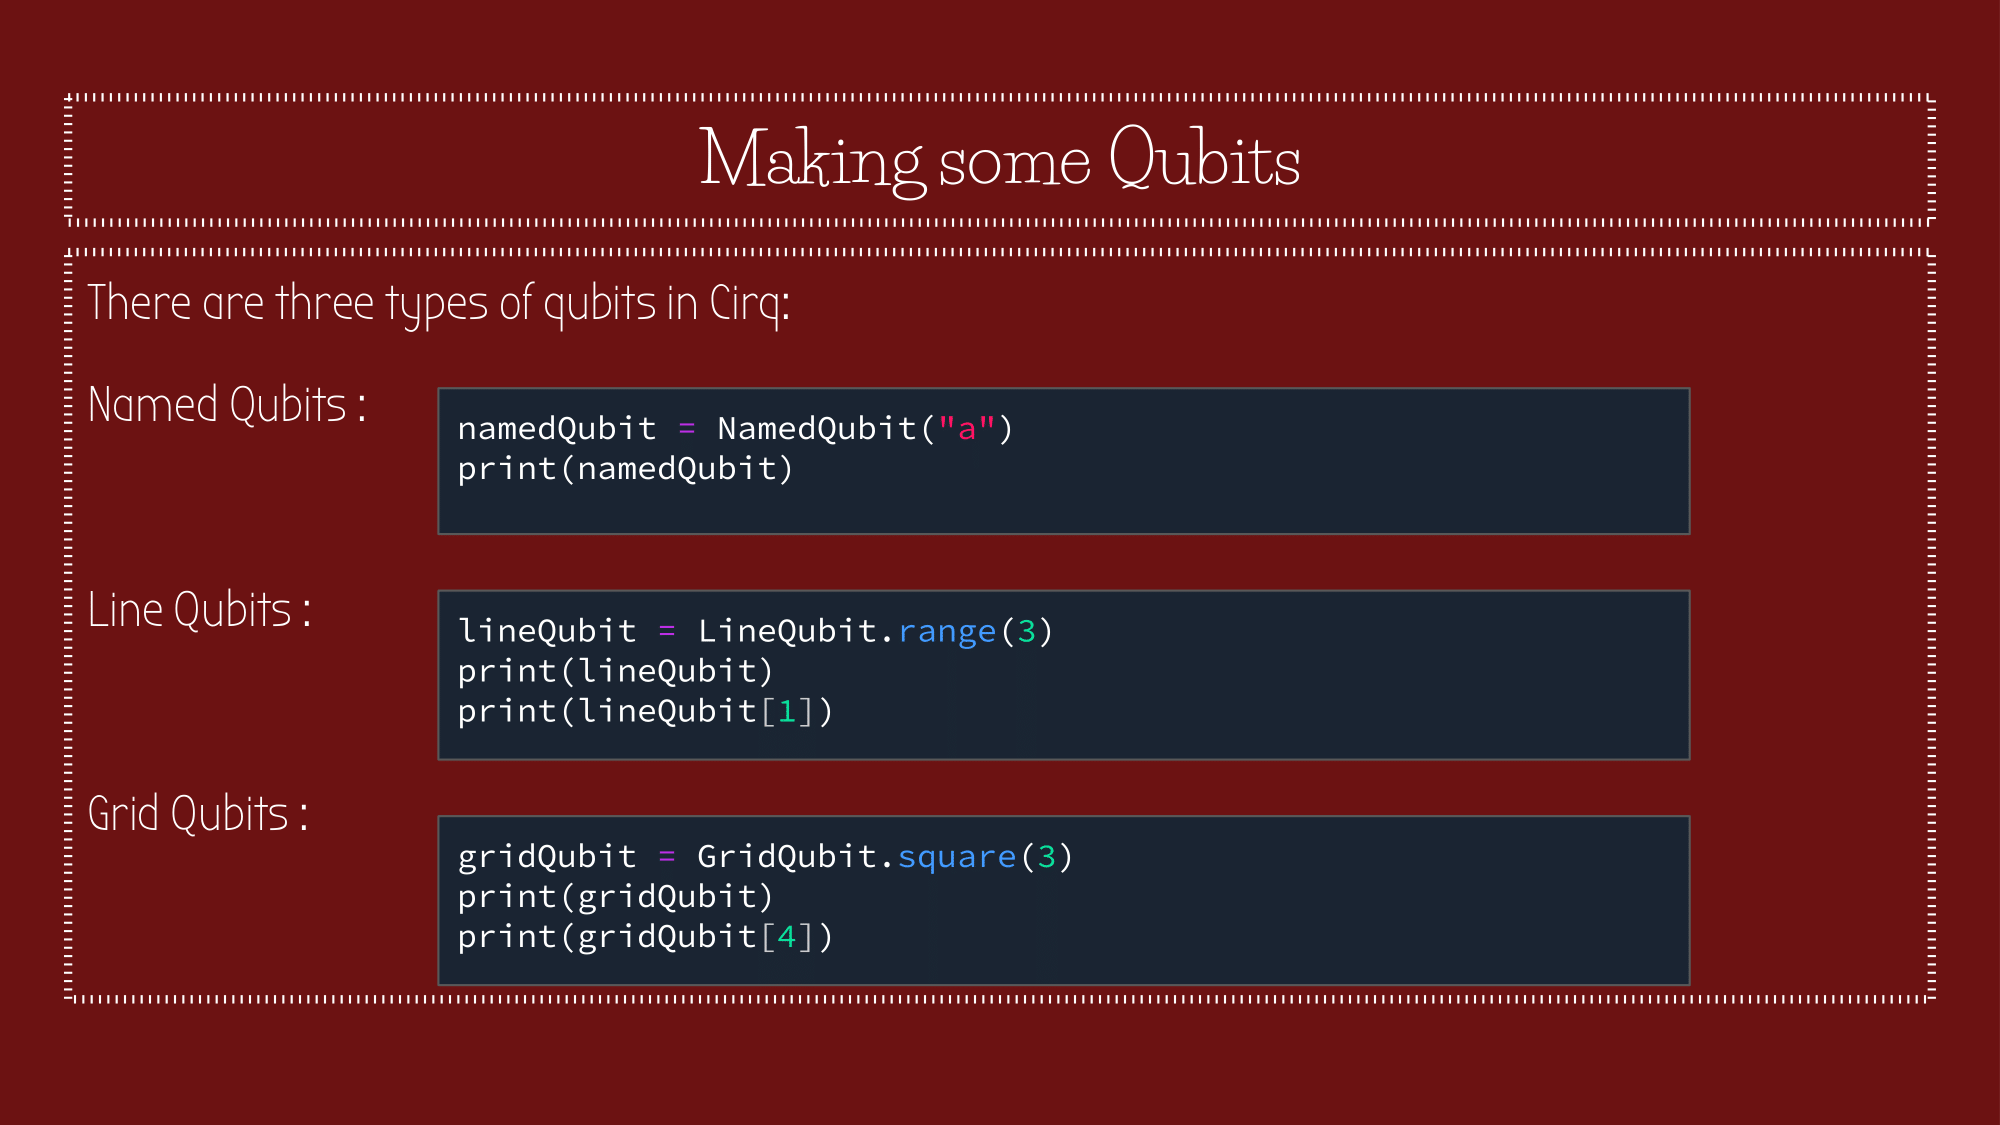 Making some Qubits
There are three types of qubits in Cirq:
Named Qubits :
namedQubit = NamedQubit("a")
print(namedQubit)
Line Qubits :
lineQubit = LineQubit.range(3)
print(lineQubit)
print(lineQubit[1])
Grid Qubits :
gridQubit = GridQubit.square(3)
print(gridQubit)
print(gridQubit[4])